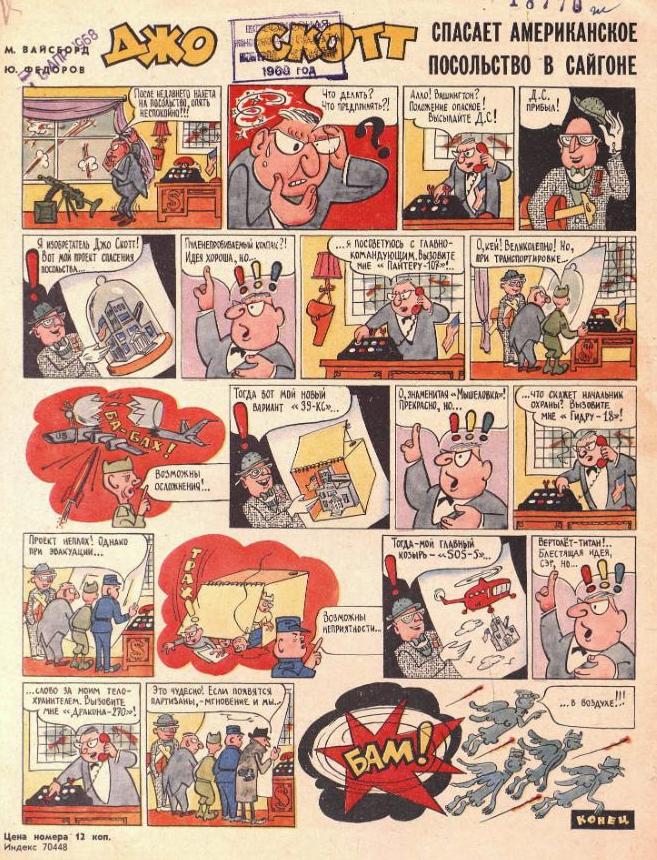 М. ВАЙСБОРД
Ю. ФЕДОРОВ
ДЖО СКОТТ
СПАСАЕТ АМЕРИКАНСКОЕ
ПОСОЛЬСТВО В САЙГОНЕ
1968
1968 ГОД
18770
ПОСЛЕ НЕДАВНЕГО НАЛЕТА
НА ПОСОЛЬСТВО, ОПЯТЬ
НЕСПОКОЙНО!!!
ЧТО ДЕЛАТЬ?
ЧТО ПРЕДПРИНЯТЬ?!
?
АЛЛО! ВАШИНГТОН?
ПОЛОЖЕНИЕ ОПАСНОЕ!
ВЫСЫЛАЙТЕ Д.С!
Д.С.
ПРИБЫЛ!
Я ИЗОБРЕТАТЕЛЬ ДЖО СКОТТ!
ВОТ МОЙ ПРОЕКТ СПАСЕНИЯ
ПОСОЛЬСТВА...
!
ПУЛЕНЕПРОБИВАЕМЫЙ КОЛПАК?!
ИДЕЯ ХОРОША, НО...
!!!
...Я ПОСОВЕТУЮСЬ С ГЛАВНО-
КОМАНДУЮЩИМ. ВЫЗОВИТЕ
МНЕ «ПАНТЕРУ-10»!..
О,КЕЙ! ВЕЛИКОЛЕПНО! НО,
ПРИ ТРАНСПОРТИРОВКЕ...
US
БА-БАХ!
ВОЗМОЖНЫ
ОСЛОЖНЕНИЯ!..
ТОГДА ВОТ МОЙ НОВЫЙ
ВАРИАНТ «39-КС»...
!
О, ЗНАМЕНИТАЯ «МЫШЕЛОВКА»!
ПРЕКРАСНО, НО...
!!!
...ЧТО СКАЖЕТ НАЧАЛЬНИК
ОХРАНЫ? ВЫЗОВИТЕ
МНЕ «ГИДРУ-18»!
ПРОЕКТ НЕПЛОХ! ОДНАКО
ПРИ ЭВАКУАЦИИ...
ТРАХ!
ВОЗМОЖНЫ
НЕПРИЯТНОСТИ...
ТОГДА-МОЙ ГЛАВНЫЙ
КОЗЫРЬ-«SOS-5»...
!
ВЕРТОЛЁТ-ТИТАН!..
БЛЕСТЯЩАЯ ИДЕЯ,
СЭР, НО...
!!!
...СЛОВО ЗА МОИМ ТЕЛО-
ХРАНИТЕЛЕМ. ВЫЗОВИТЕ
МНЕ «ДРАКОНА-270»!
ЭТО ЧУДЕСНО! ЕСЛИ ПОЯВЯТСЯ
ПАРТИЗАНЫ,-МГНОВЕНИЕ И МЫ..
БАМ!
...В ВОЗДУХЕ!!!
КОНЕЦ
Цена номера 12 коп.
Индекс 70448